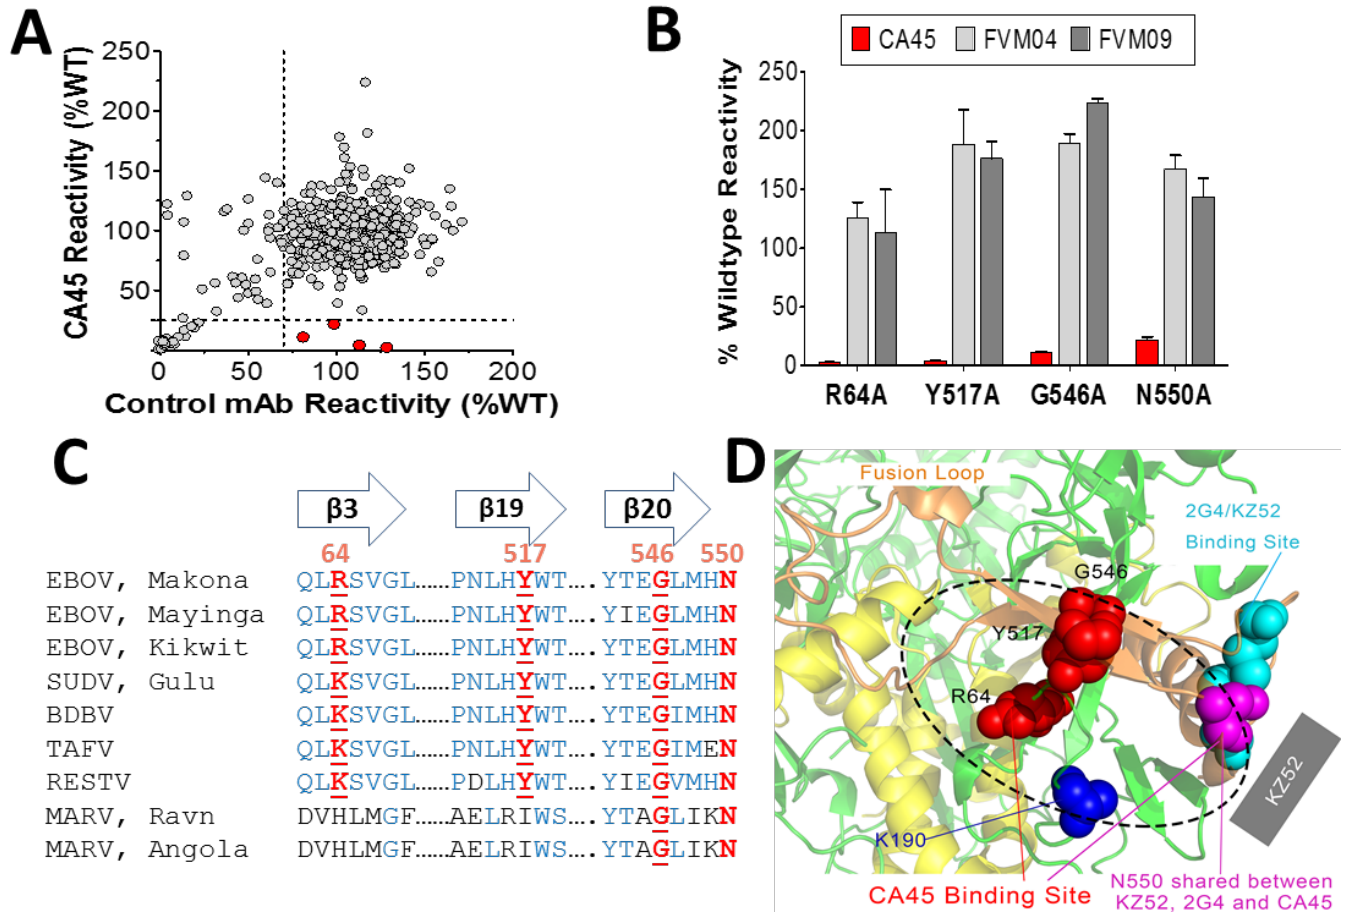 A
250
200
150
100
50
0
50
100
150
200
CA45 Reactivity (%WT)
Control mAb Reactivity (%WT)
B
CA45 FVM04 FVM09
250
200
150
100
50
0
% Wildtype Reactivity
R64A Y517A G546A N550A
C
β3 β19 β20
64 517 546 550
EBOV, Makona QLRSVGL......PNLHYWT....YTEGLMHN
EBOV, Mayinga QLRSVGL......PNLHYWT....YIEGLMHN
EBOV, Kikwit QLRSVGL......PNLHYWT....YTEGLMHN
SUDV, Gulu QLKSVGL......PNLHYWT....YTEGLMHN
BDBV QLKSVGL......PNLHYWT....YTEGIMHN
TAFV QLKSVGL......PNLHYWT....YTEGIMEN
RESTV QLKSVGL......PDLHYWT....YIEGVMHN
MARV, Ravn DVHLMGF......AELRIWS....YTAGLIKN
MARV, Angola DVHLMGF......AELRIWS....YTAGLIKN
D
Fusion Loop
2G4/KZ52
Binding Site
G546
Y517
R64
K190
KZ52
CA45 Binding Site
N550 shared between
KZ52, 2G4 and CA45